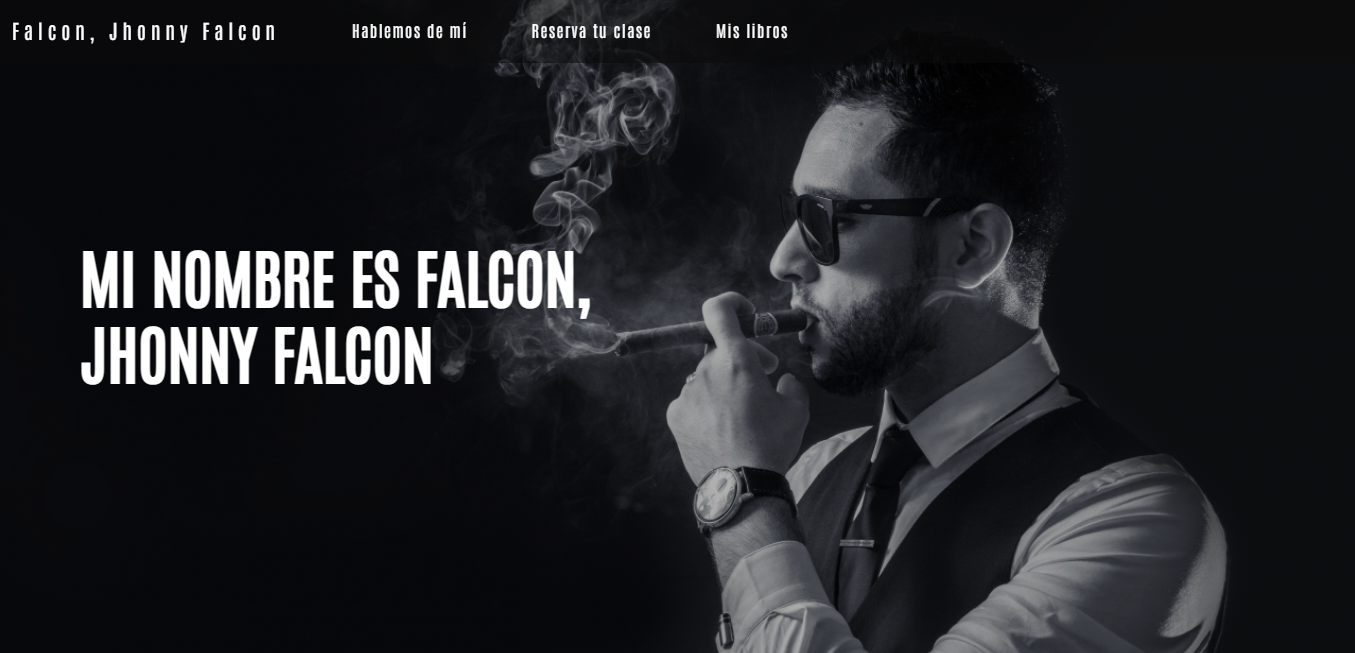 Falcon, Jhonny Falcon
Hablemos de mí
Reserva tu clase
Mis libros
MI NOMBRE ES FALCON,
JHONNY FALCON